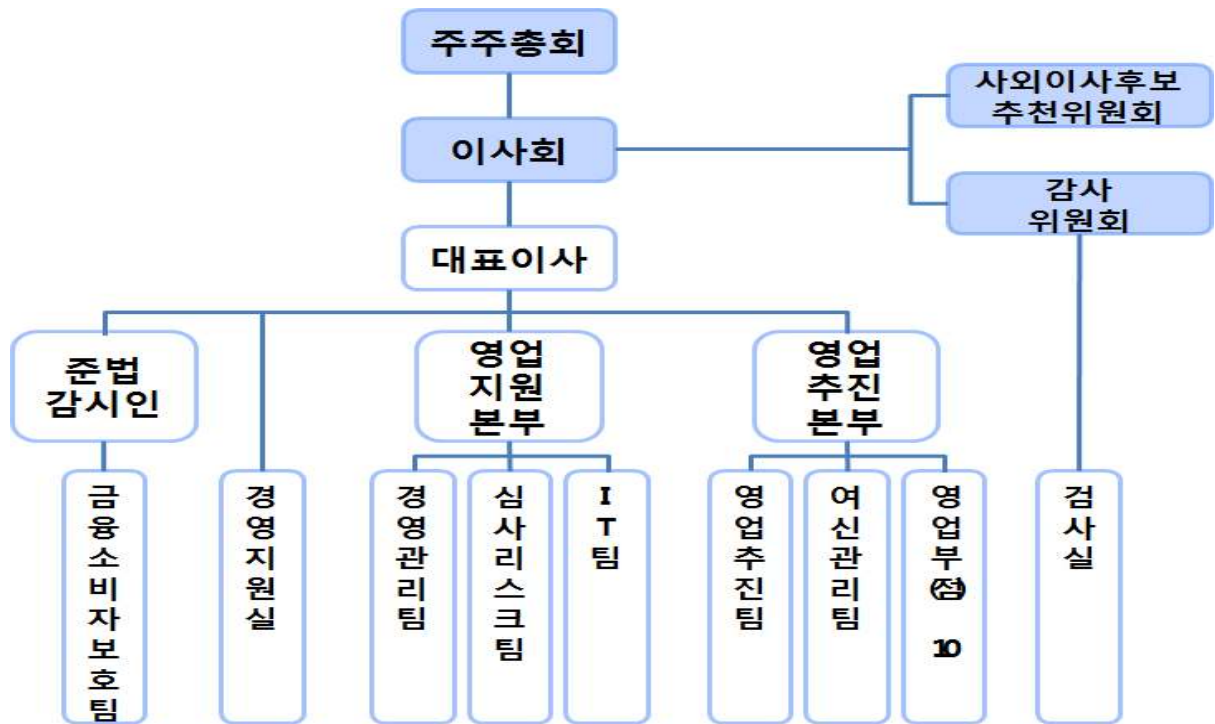 주주총회
사외이사후보
추천위원회
이사회
감사
위원회
대표이사
준법
감시인
영업
지원
본부
영업
추진
본부
금융소비자보호팀
경영지원실
경영관리팀
심사리스크팀
IT팀
영업추진팀
여신관리팀
영업부(점) 10
검사실